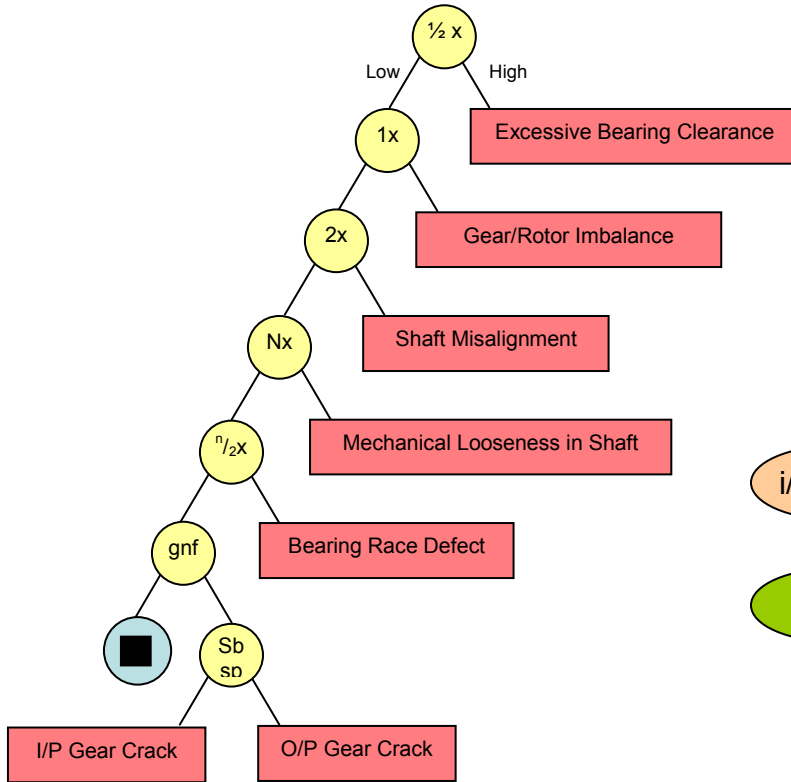 ½ x
Low
High
Excessive Bearing Clearance
1x
Gear/Rotor Imbalance
2x
Shaft Misalignment
Nx
Mechanical Looseness in Shaft
n/2x
i/
Bearing Race Defect
gnf
Sb
sp
I/P Gear Crack
O/P Gear Crack